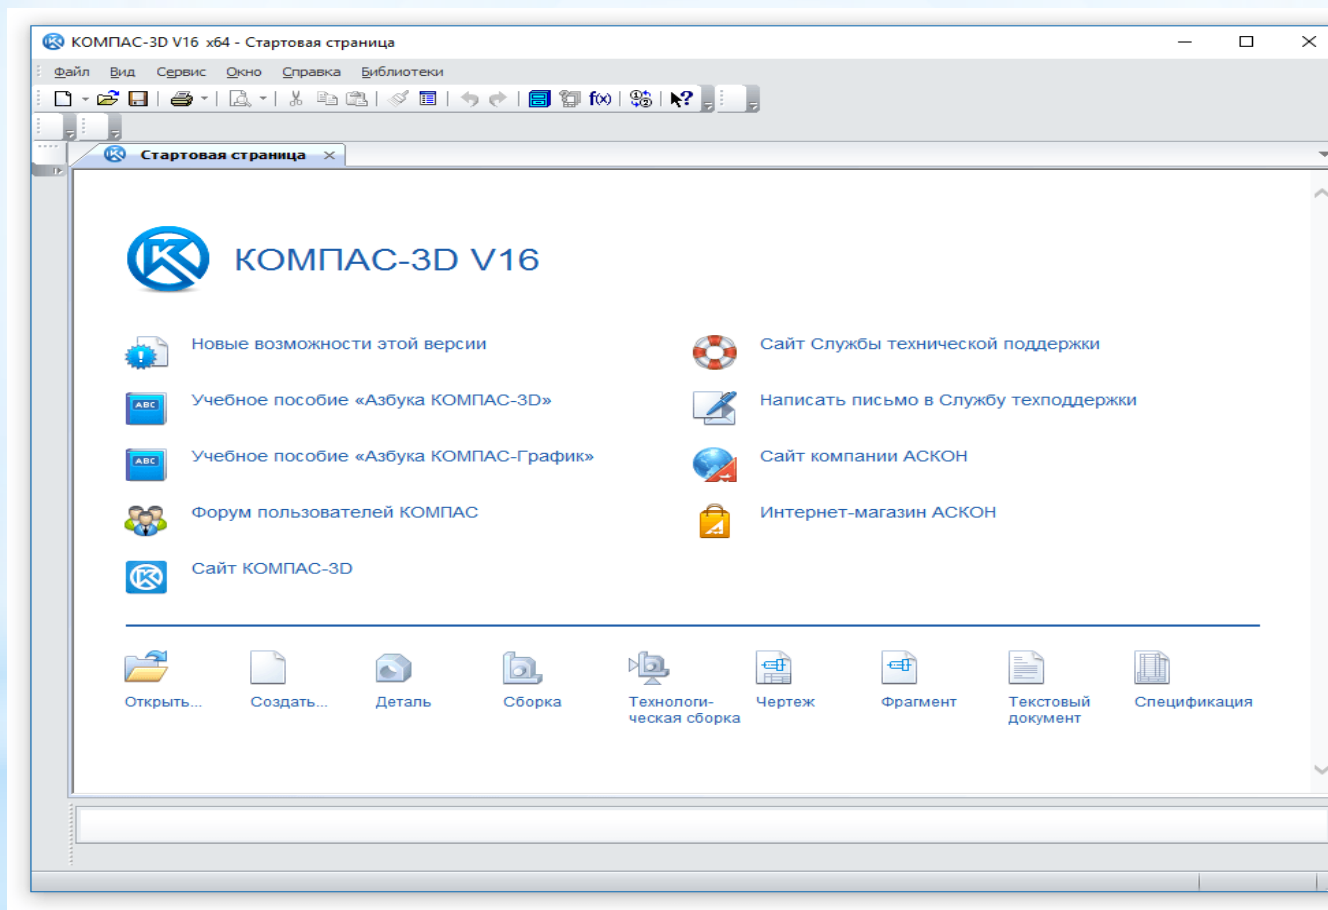 КОМПАС-3D V16 x64 - Стартовая страница
Файл Вид Сервис Окно Справка Библиотеки
f(x)
Стартовая страница
КОМПАС-3D V16
Новые возможности этой версии
Сайт Службы технической поддержки
ABC
Учебное пособие «Азбука КОМПАС-3D»
Написать письмо в Службу техподдержки
ABC
Учебное пособие «Азбука КОМПАС-График»
Сайт компании АСКОН
Форум пользователей КОМПАС
Интернет-магазин АСКОН
Сайт КОМПАС-3D
Открыть... Создать... Деталь Сборка Технологи- Чертеж Фрагмент Текстовый Спецификация
ческая сборка документ